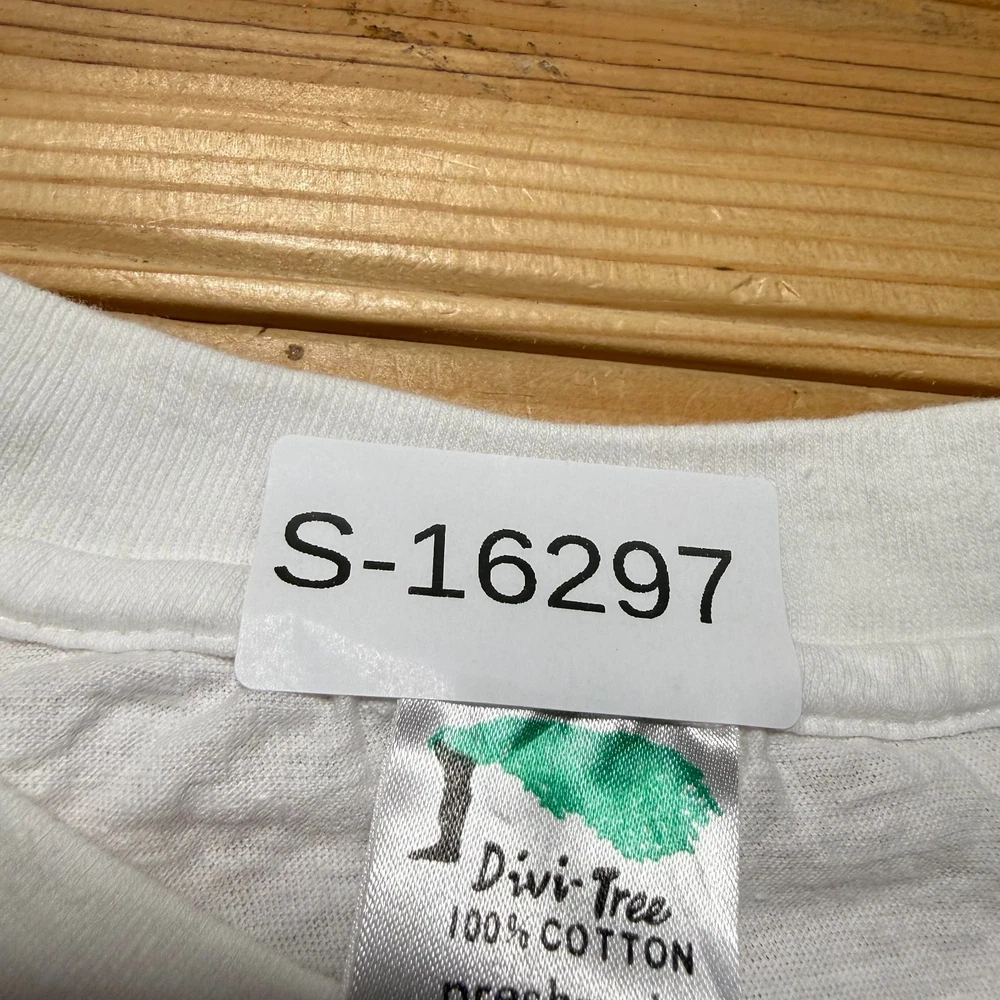 S-16297
Divi-Tree
100% COTTON